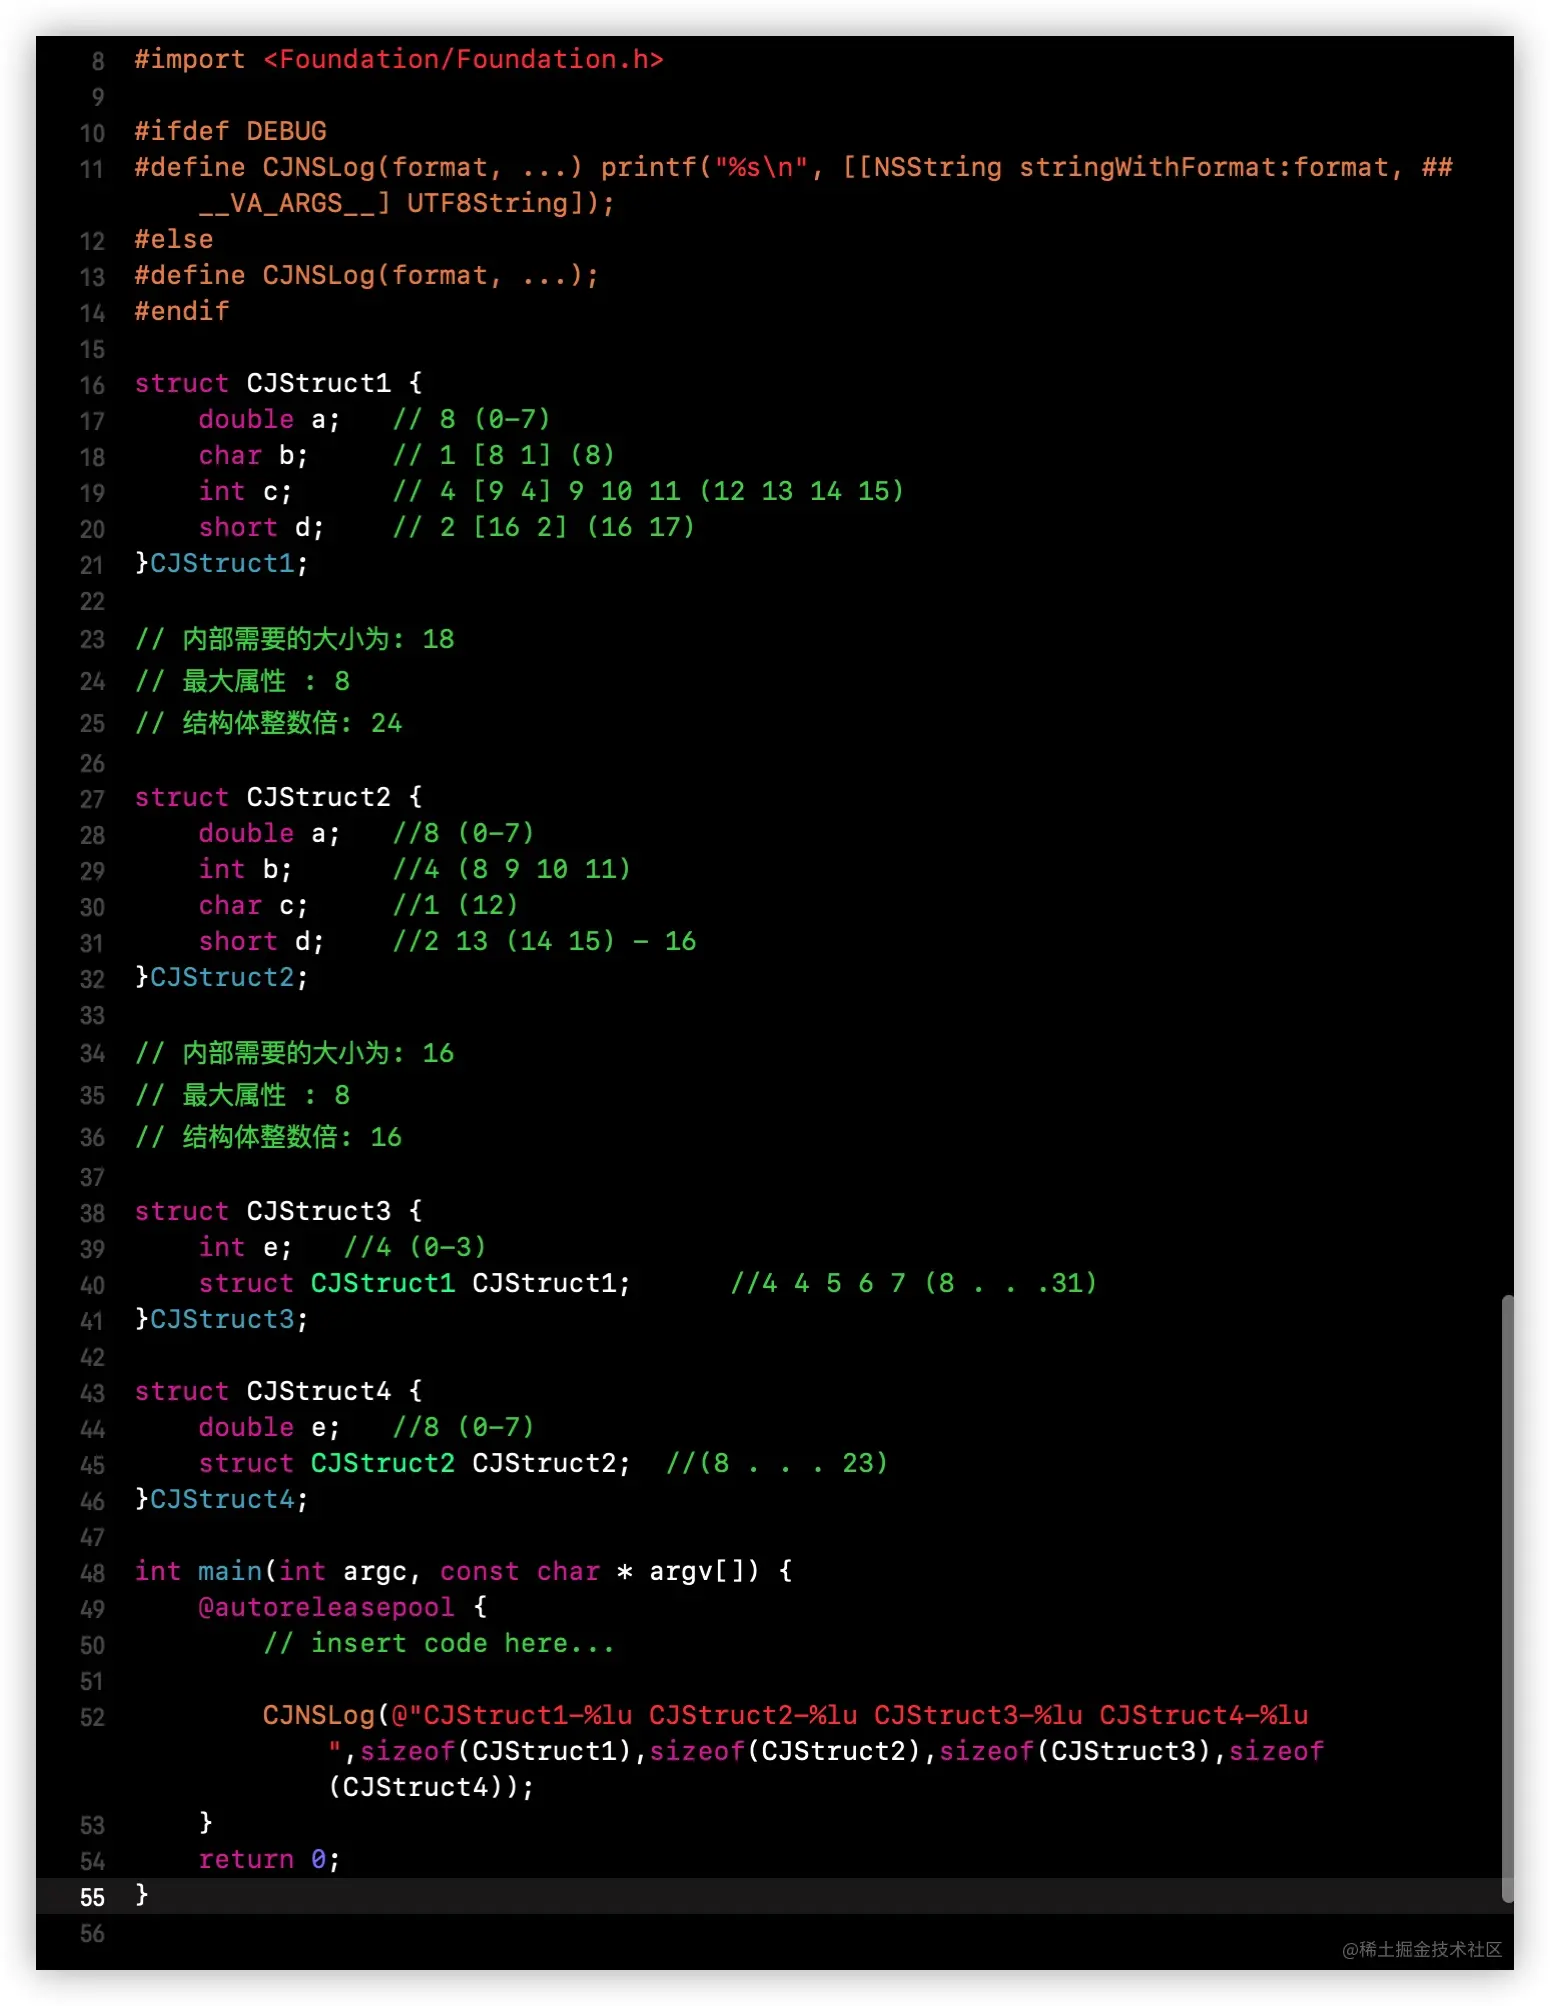 8 #import <Foundation/Foundation.h>
9
10 #ifdef DEBUG
11 #define CJNSLog(format, ...) printf("%s\n", [[NSString stringWithFormat:format, ##
__VA_ARGS__] UTF8String]);
12 #else
13 #define CJNSLog(format, ...);
14 #endif
15
16 struct CJStruct1 {
17     double a;   // 8 (0-7)
18     char b;     // 1 [8 1] (8)
19     int c;      // 4 [9 4] 9 10 11 (12 13 14 15)
20     short d;    // 2 [16 2] (16 17)
21 }CJStruct1;
22
23 // 内部需要的大小为: 18
24 // 最大属性 : 8
25 // 结构体整数倍: 24
26
27 struct CJStruct2 {
28     double a;   //8 (0-7)
29     int b;      //4 (8 9 10 11)
30     char c;     //1 (12)
31     short d;    //2 13 (14 15) - 16
32 }CJStruct2;
33
34 // 内部需要的大小为: 16
35 // 最大属性 : 8
36 // 结构体整数倍: 16
37
38 struct CJStruct3 {
39     int e;   //4 (0-3)
40     struct CJStruct1 CJStruct1;      //4 4 5 6 7 (8 . . .31)
41 }CJStruct3;
42
43 struct CJStruct4 {
44     double e;   //8 (0-7)
45     struct CJStruct2 CJStruct2;  //(8 . . . 23)
46 }CJStruct4;
47
48 int main(int argc, const char * argv[]) {
49     @autoreleasepool {
50         // insert code here...
51
52         CJNSLog(@"CJStruct1-%lu CJStruct2-%lu CJStruct3-%lu CJStruct4-%lu
",sizeof(CJStruct1),sizeof(CJStruct2),sizeof(CJStruct3),sizeof
(CJStruct4));
53     }
54     return 0;
55 }
56
@稀土掘金技术社区